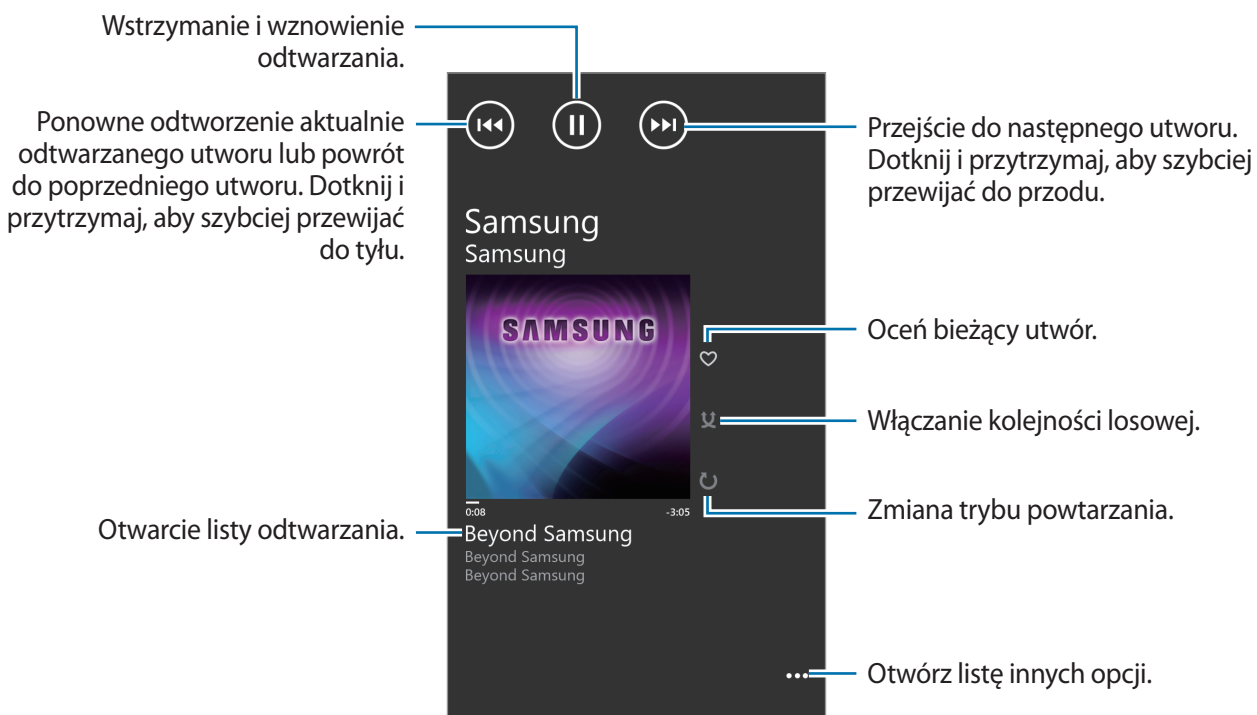 Wstrzymanie i wznowienie
odtwarzania.
Ponowne odtworzenie aktualnie
odtwarzanego utworu lub powrót
do poprzedniego utworu. Dotknij i
przytrzymaj, aby szybciej przewijać
do tyłu.
Przejście do następnego utworu.
Dotknij i przytrzymaj, aby szybciej
przewijać do przodu.
Samsung
Samsung
SAMSUNG
Oceń bieżący utwór.
Włączanie kolejności losowej.
Zmiana trybu powtarzania.
0:08 -3:05
Otwarcie listy odtwarzania.
Beyond Samsung
Beyond Samsung
Beyond Samsung
Otwórz listę innych opcji.